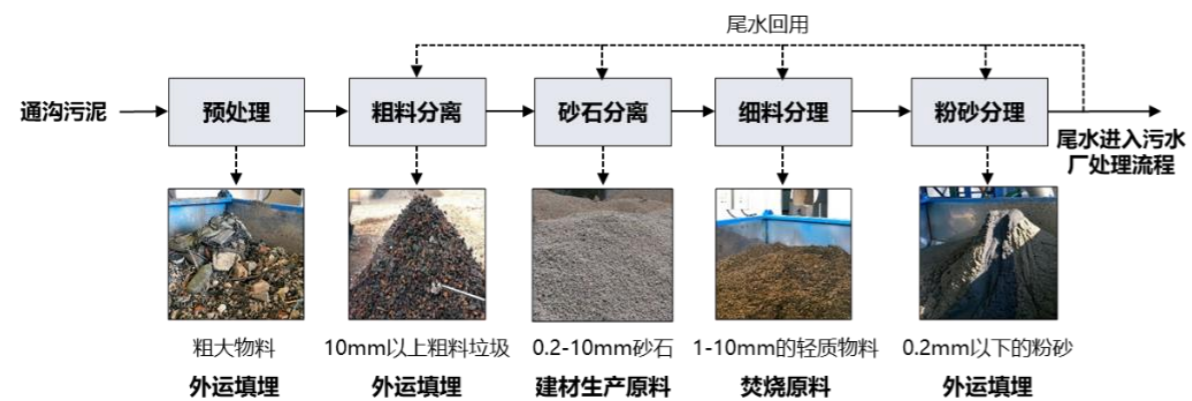 尾水回用
通沟污泥
预处理
粗料分离
砂石分离
细料分理
粉砂分理
尾水进入污水
厂处理流程
粗大物料
10mm以上粗料垃圾
0.2-10mm砂石
1-10mm的轻质物料
0.2mm以下的粉砂
外运填埋
外运填埋
建材生产原料
焚烧原料
外运填埋